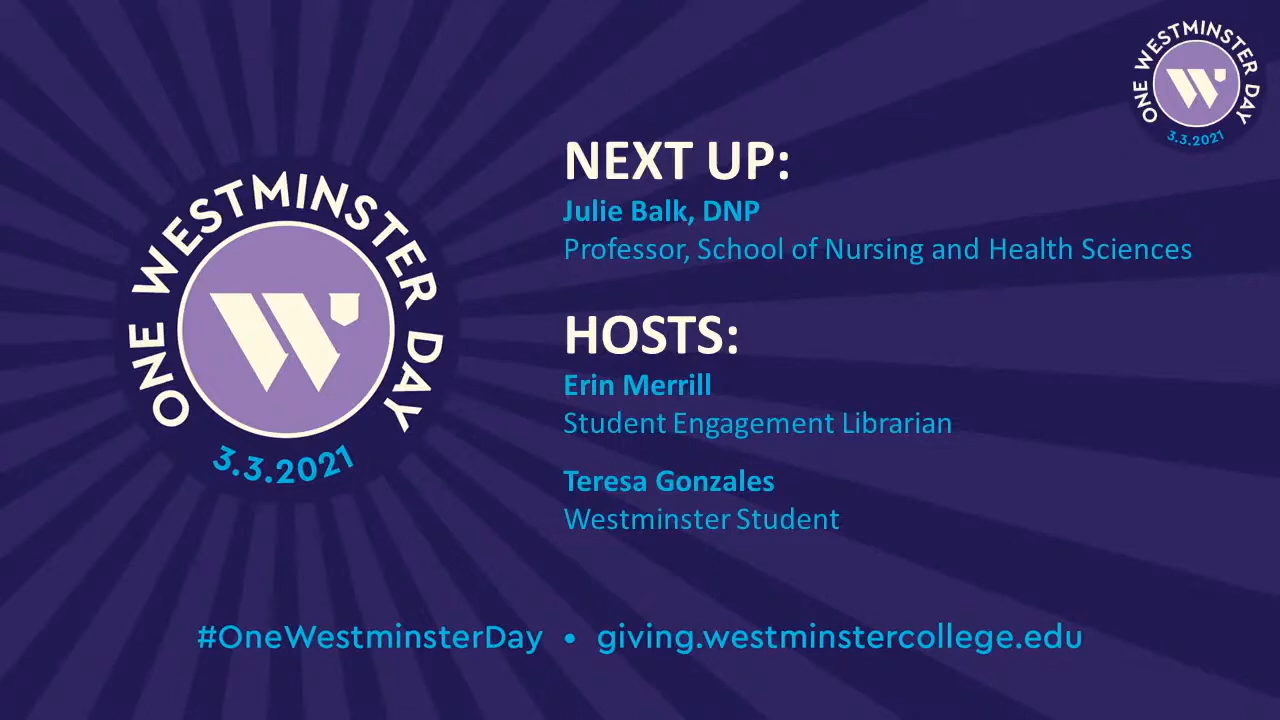 ONE WESTMINSTER DAY
3.3.2021
NEXT UP:
Julie Balk, DNP
Professor, School of Nursing and Health Sciences
HOSTS:
Erin Merrill
Student Engagement Librarian
Teresa Gonzales
Westminster Student
ONE WESTMINSTER DAY
W
3.3.2021
#OneWestminsterDay • giving.westminstercollege.edu